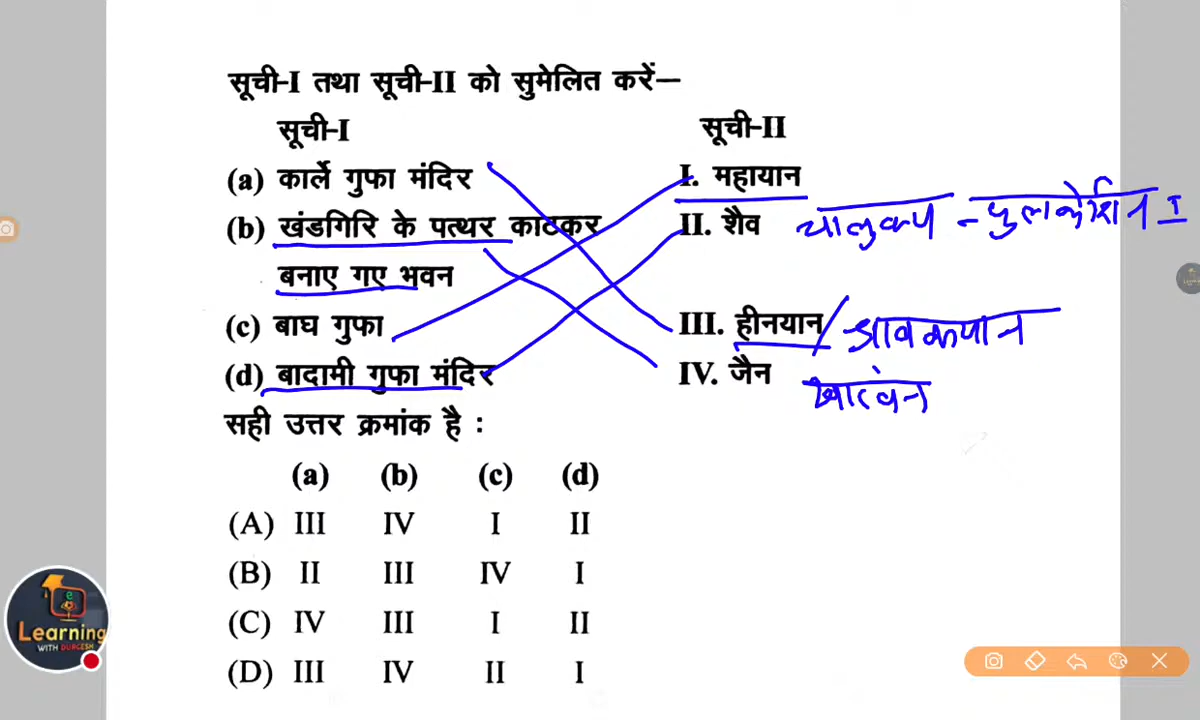 सूची-I तथा सूची-II को सुमेलित करें—
सूची-I सूची-II
(a) कार्ले गुफा मंदिर I. महायान
(b) खंडगिरि के पत्थर काटकर II. शैव चालुक्य - पुलकेशिन I
बनाए गए भवन
(c) बाघ गुफा III. हीनयान / श्रावकयान
(d) बादामी गुफा मंदिर IV. जैन
सही उत्तर क्रमांक है :
(a) (b) (c) (d)
(A) III IV I II
(B) II III IV I
(C) IV III I II
(D) III IV II I
Learning
WITH DURGESH